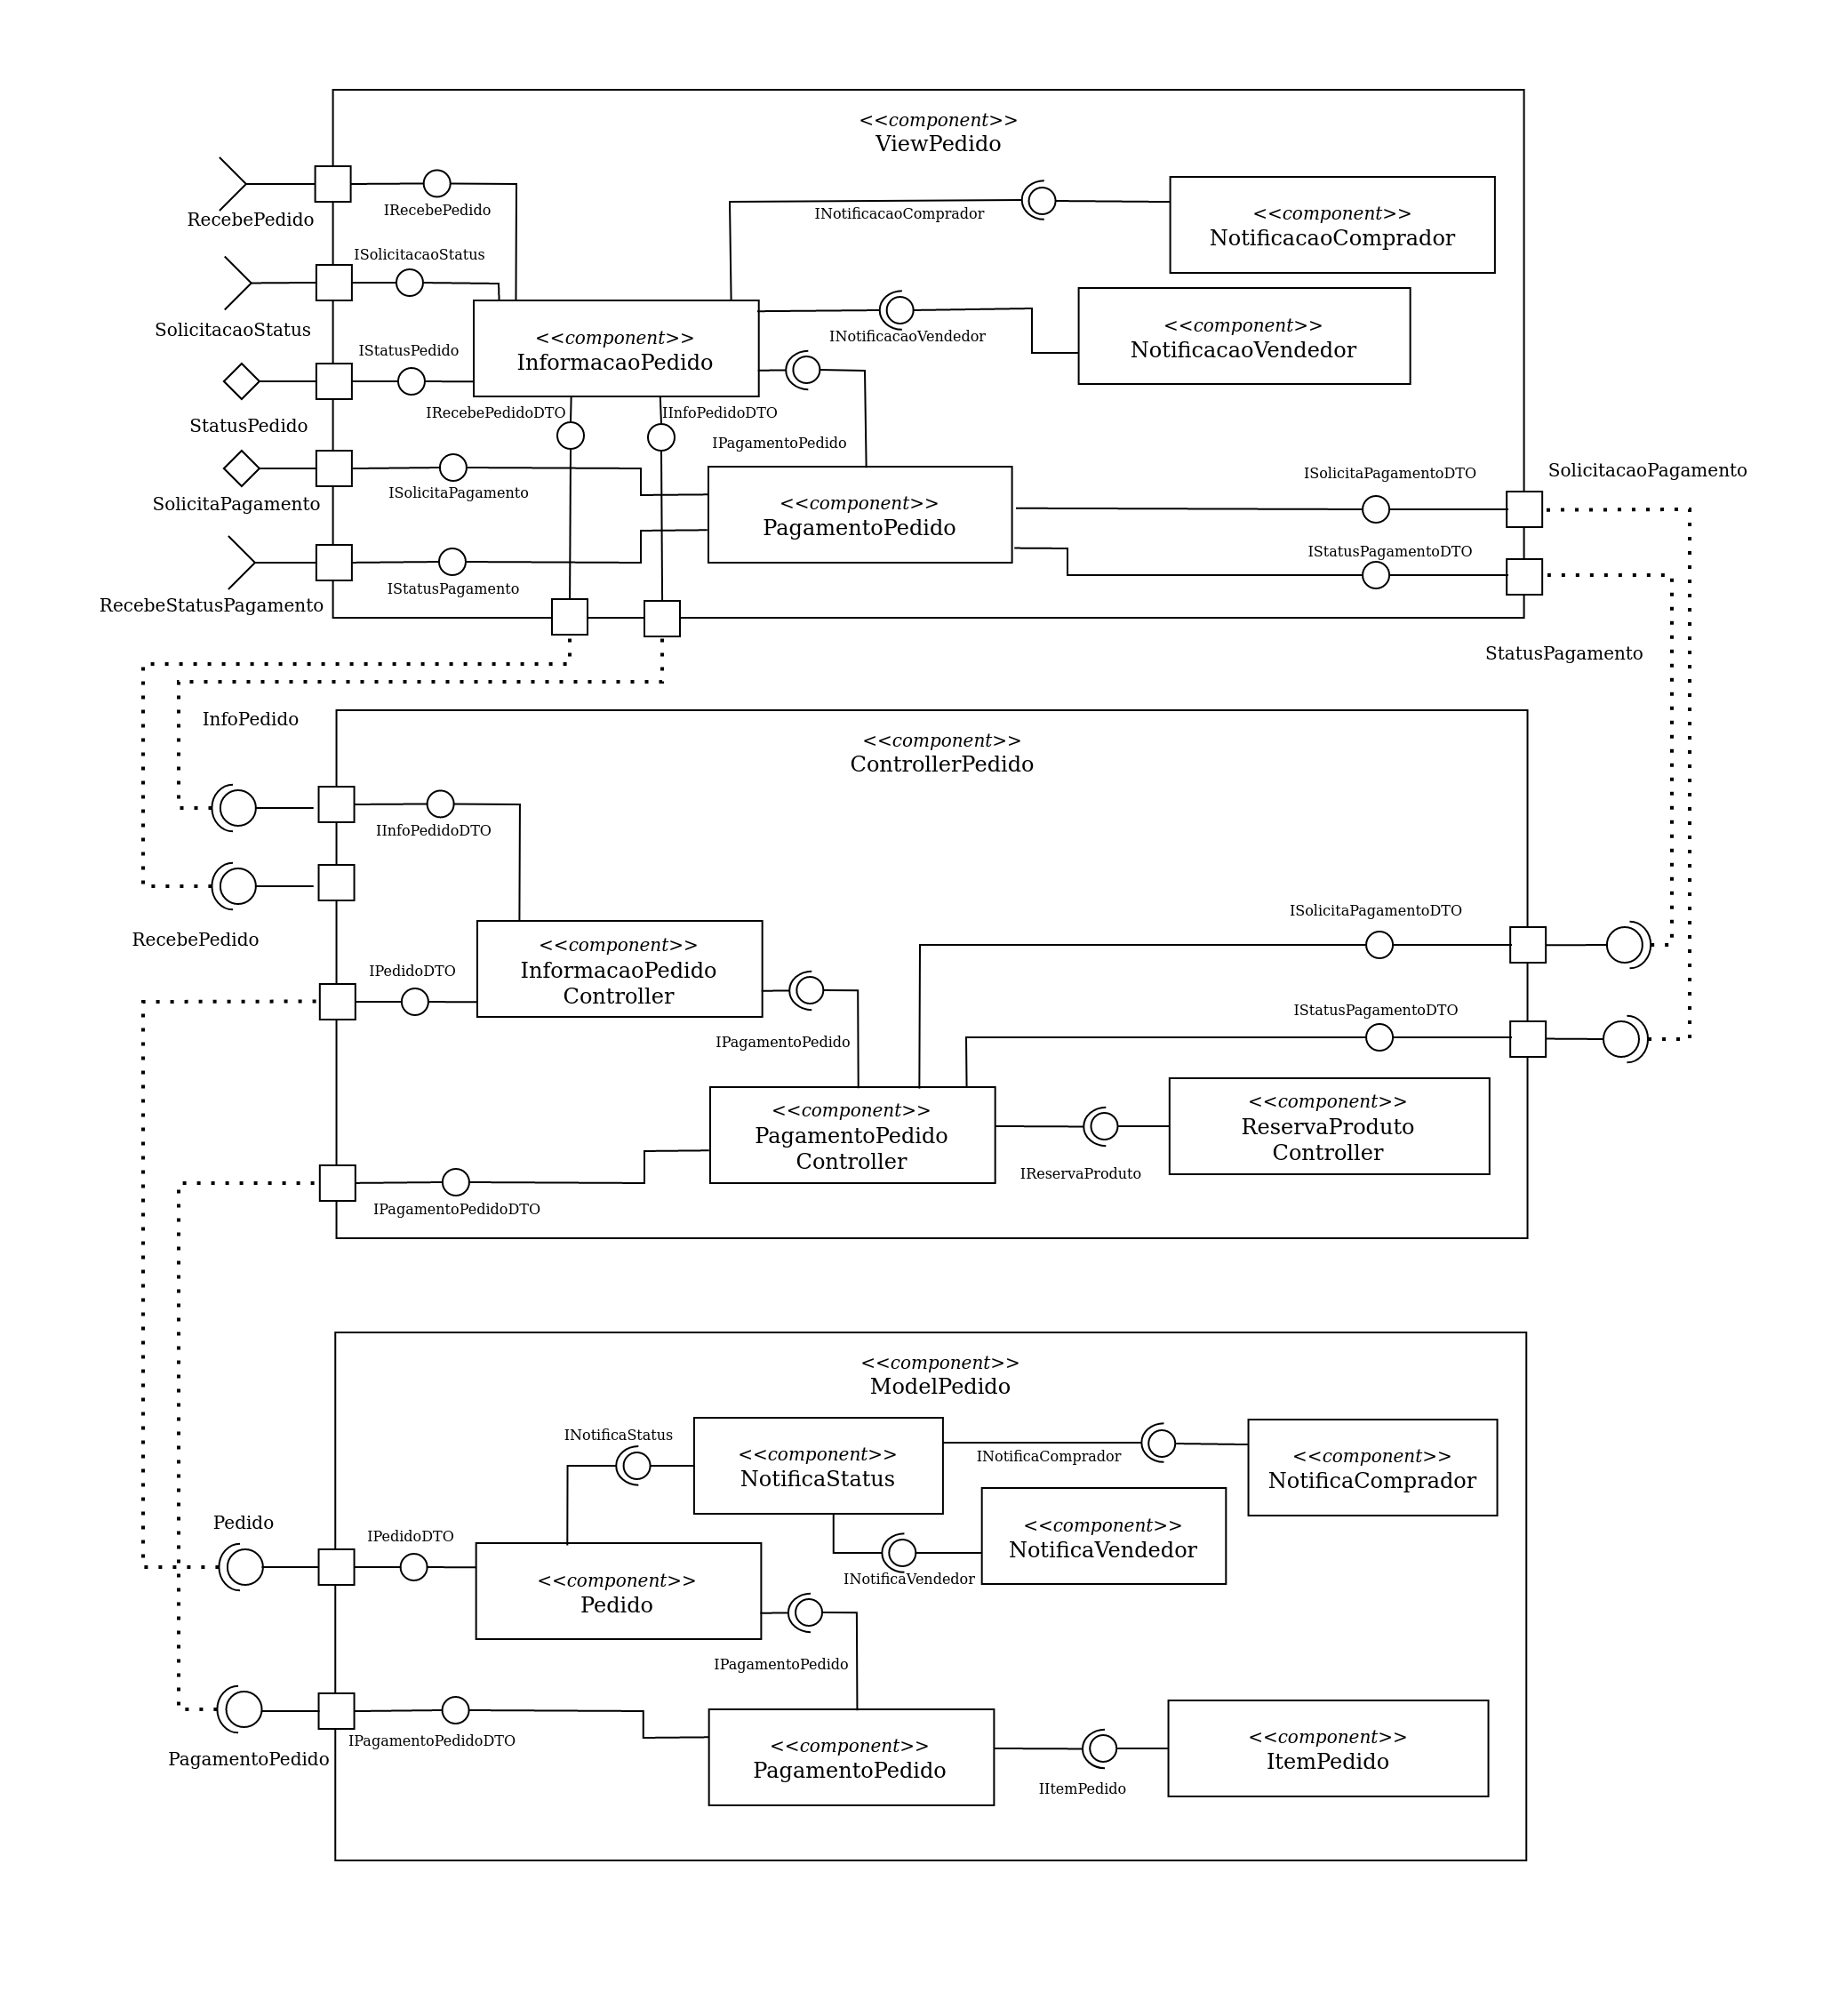 <<component>>
ViewPedido
RecebePedido
IRecebePedido
INotificacaoComprador
<<component>>
NotificacaoComprador
ISolicitacaoStatus
SolicitacaoStatus
<<component>>
InformacaoPedido
INotificacaoVendedor
<<component>>
NotificacaoVendedor
IStatusPedido
StatusPedido
IRecebePedidoDTO
IInfoPedidoDTO
IPagamentoPedido
SolicitaPagamento
ISolicitaPagamento
<<component>>
PagamentoPedido
ISolicitaPagamentoDTO
SolicitacaoPagamento
IStatusPagamentoDTO
IStatusPagamento
RecebeStatusPagamento
StatusPagamento
InfoPedido
<<component>>
ControllerPedido
IInfoPedidoDTO
RecebePedido
ISolicitaPagamentoDTO
IPedidoDTO
<<component>>
InformacaoPedido
Controller
IPagamentoPedido
IStatusPagamentoDTO
<<component>>
PagamentoPedido
Controller
IReservaProduto
<<component>>
ReservaProduto
Controller
IPagamentoPedidoDTO
<<component>>
ModelPedido
INotificaStatus
<<component>>
NotificaStatus
INotificaComprador
<<component>>
NotificaComprador
<<component>>
NotificaVendedor
INotificaVendedor
Pedido
IPedidoDTO
<<component>>
Pedido
IPagamentoPedido
PagamentoPedido
IPagamentoPedidoDTO
<<component>>
PagamentoPedido
IItemPedido
<<component>>
ItemPedido